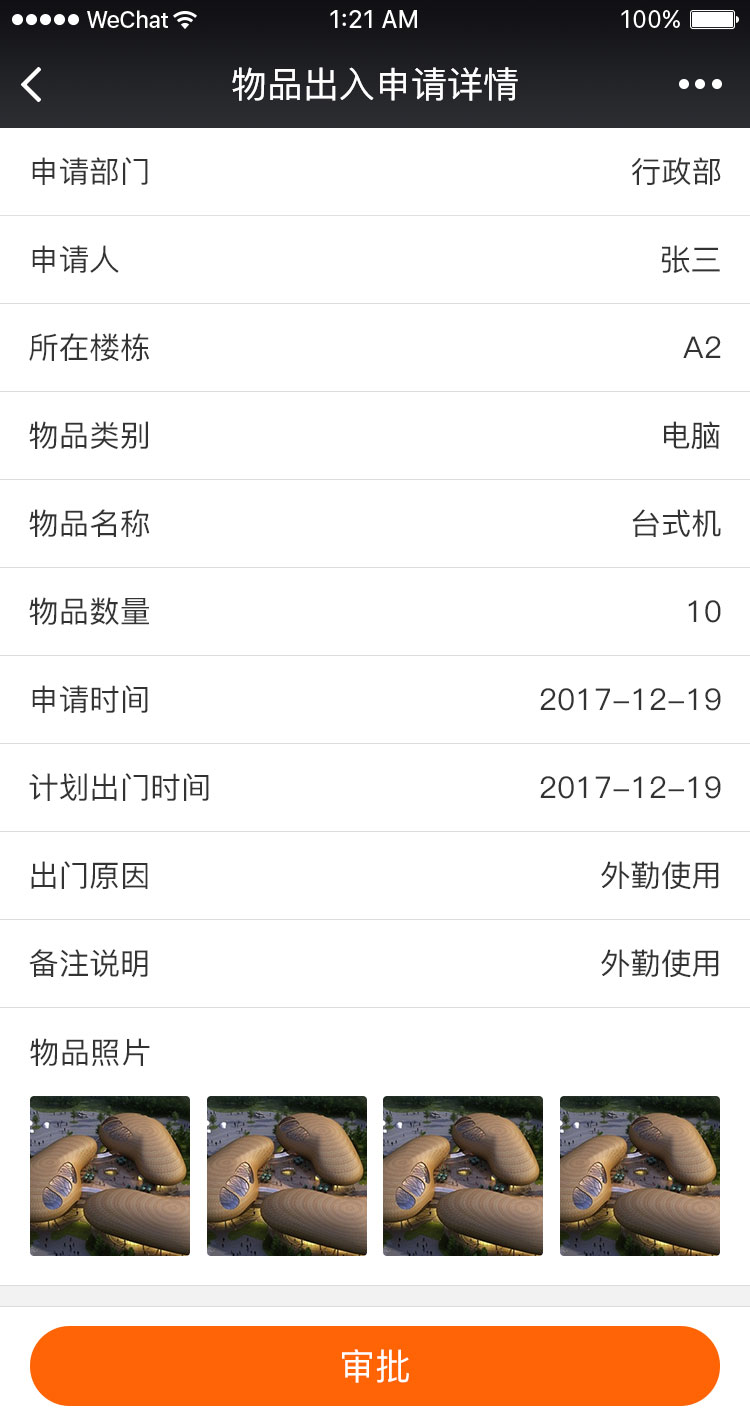 WeChat 1:21 AM 100%
物品出入申请详情
申请部门 行政部
申请人 张三
所在楼栋 A2
物品类别 电脑
物品名称 台式机
物品数量 10
申请时间 2017-12-19
计划出门时间 2017-12-19
出门原因 外勤使用
备注说明 外勤使用
物品照片
审批